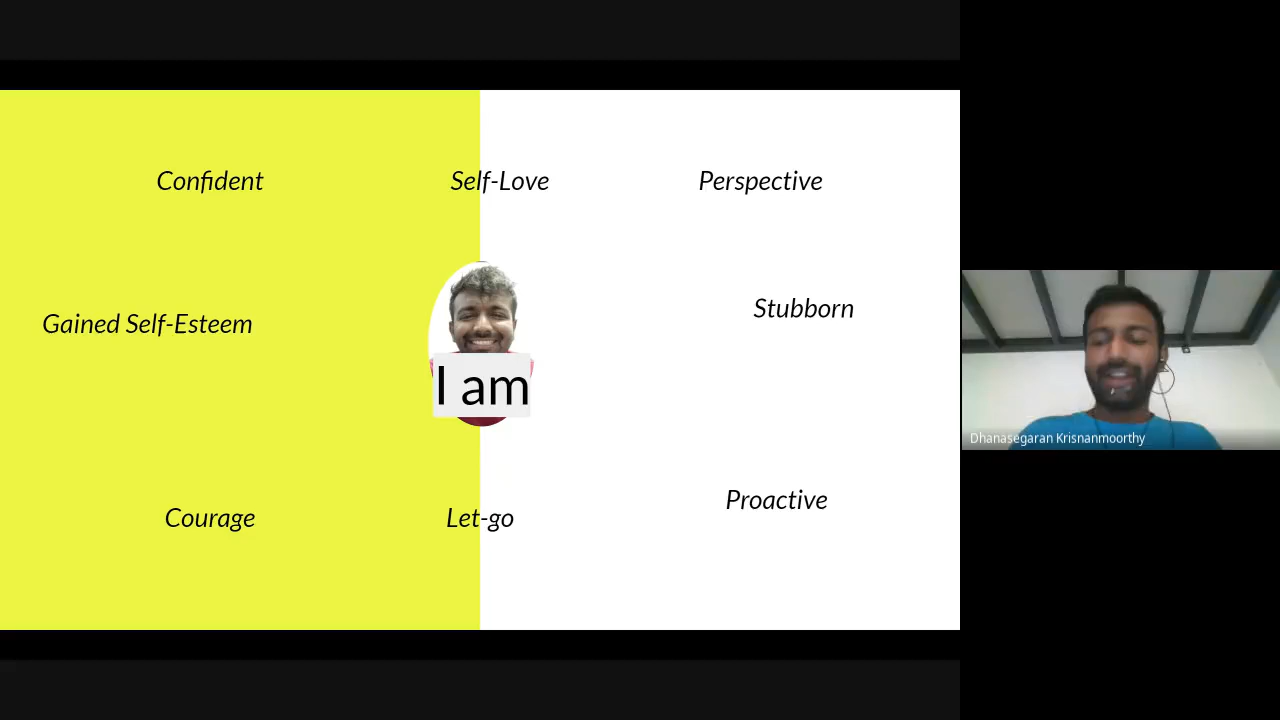 Confident
Self-Love
Perspective
Gained Self-Esteem
Stubborn
I am
Courage
Let-go
Proactive
Dhanasegaran Krisnanmoorthy